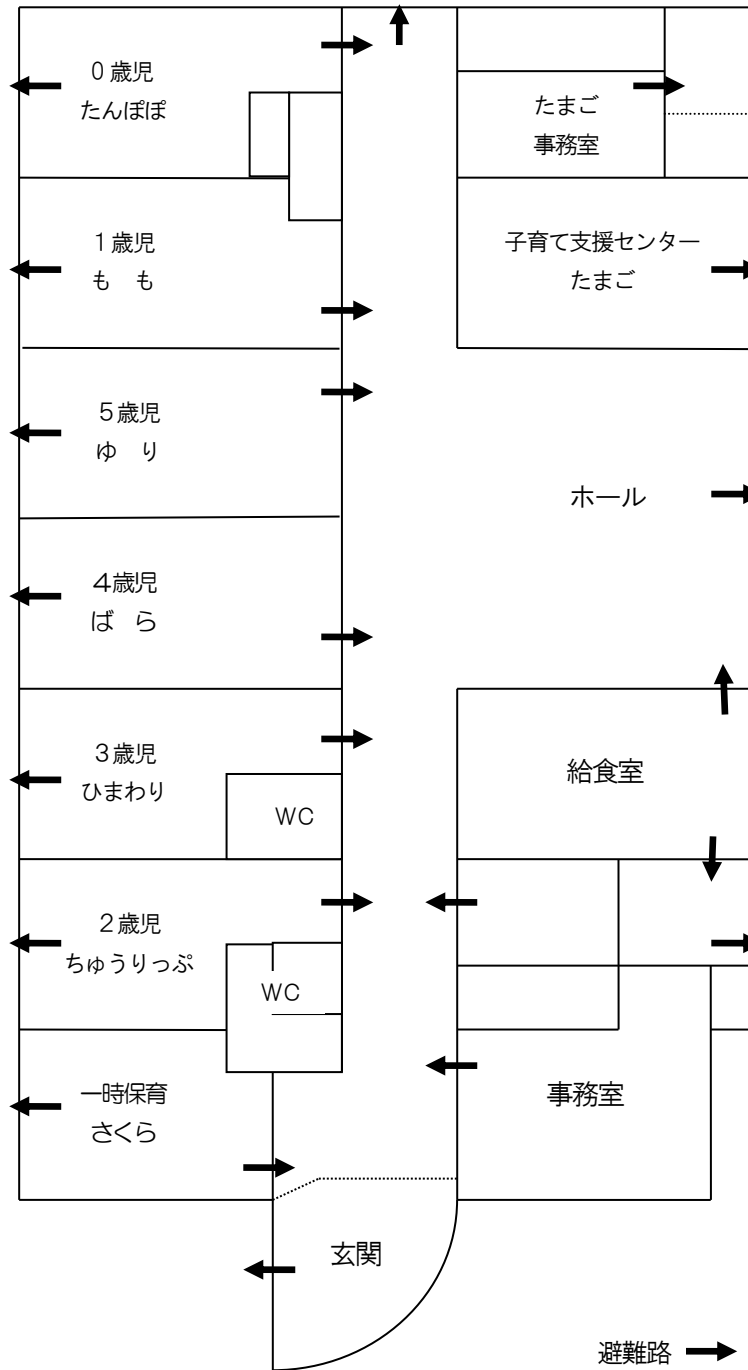 ０歳児
たんぽぽ
たまご
事務室
１歳児
も　も
子育て支援センター
たまご
５歳児
ゆ　り
ホール
４歳児
ば　ら
３歳児
ひまわり
WC
給食室
２歳児
ちゅうりっぷ
WC
一時保育
さくら
事務室
玄関
避難路